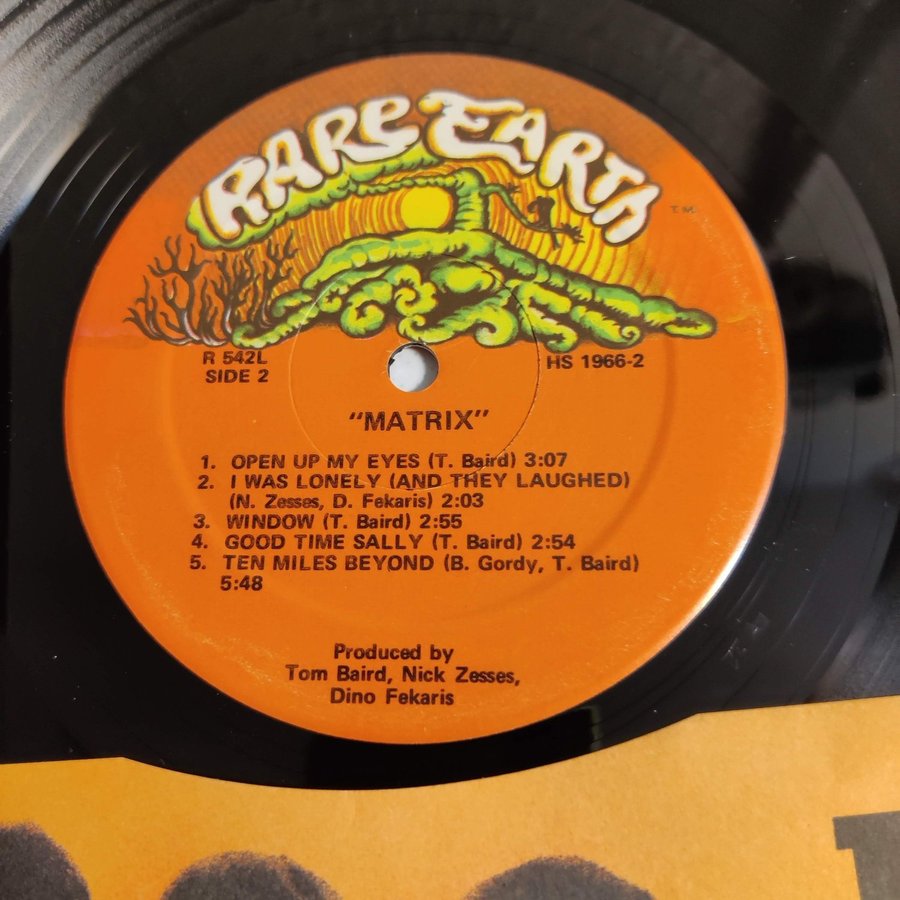 RARE EARTH
T.M.
R 542L
SIDE 2
HS 1966-2
"MATRIX"
1. OPEN UP MY EYES (T. Baird) 3:07
2. I WAS LONELY (AND THEY LAUGHED)
(N. Zesses, D. Fekaris) 2:03
3. WINDOW (T. Baird) 2:55
4. GOOD TIME SALLY (T. Baird) 2:54
5. TEN MILES BEYOND (B. Gordy, T. Baird)
5:48
Produced by
Tom Baird, Nick Zesses,
Dino Fekaris